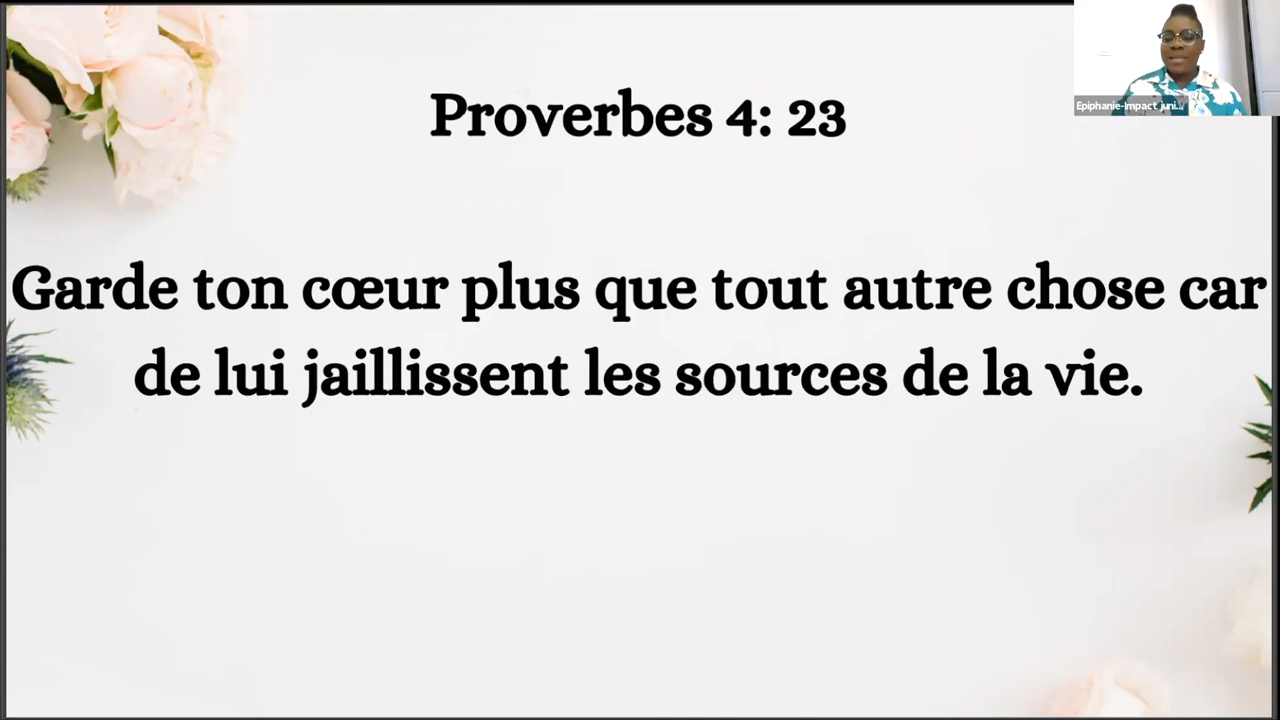 Proverbes 4: 23
Epiphanie-Impact juni...
Garde ton cœur plus que tout autre chose car
de lui jaillissent les sources de la vie.